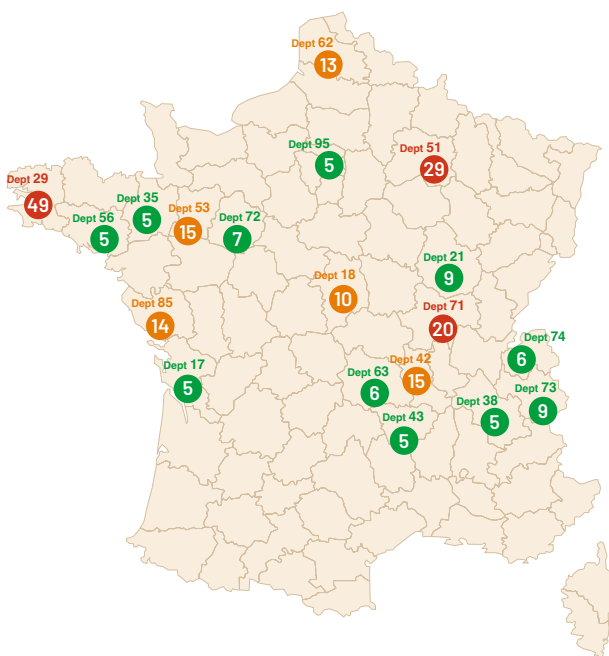 Dept 62
13
Dept 95
5
Dept 51
29
Dept 29
49
Dept 35
5
Dept 56
5
Dept 53
15
Dept 72
7
Dept 21
9
Dept 18
10
Dept 85
14
Dept 71
20
Dept 74
6
Dept 17
5
Dept 63
6
Dept 42
15
Dept 73
9
Dept 38
5
Dept 43
5